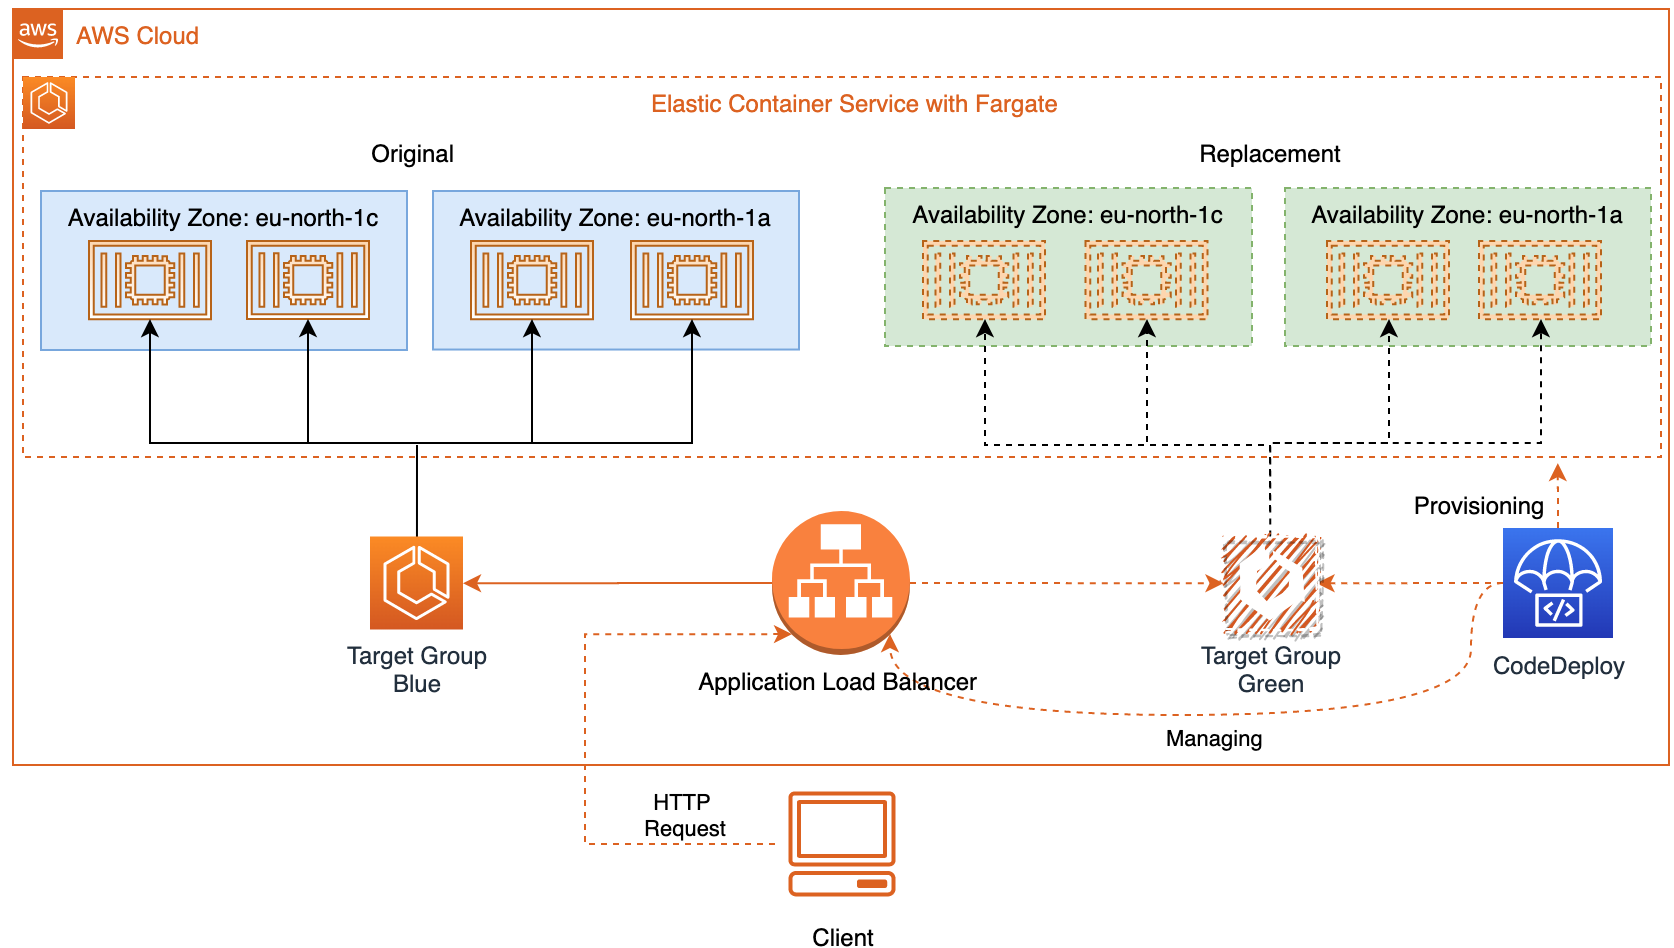 aws
AWS Cloud
Elastic Container Service with Fargate
Original
Replacement
Availability Zone: eu-north-1c
Availability Zone: eu-north-1a
Availability Zone: eu-north-1c
Availability Zone: eu-north-1a
Provisioning
</>
Target Group
Blue
Application Load Balancer
Target Group
Green
CodeDeploy
Managing
HTTP
Request
Client